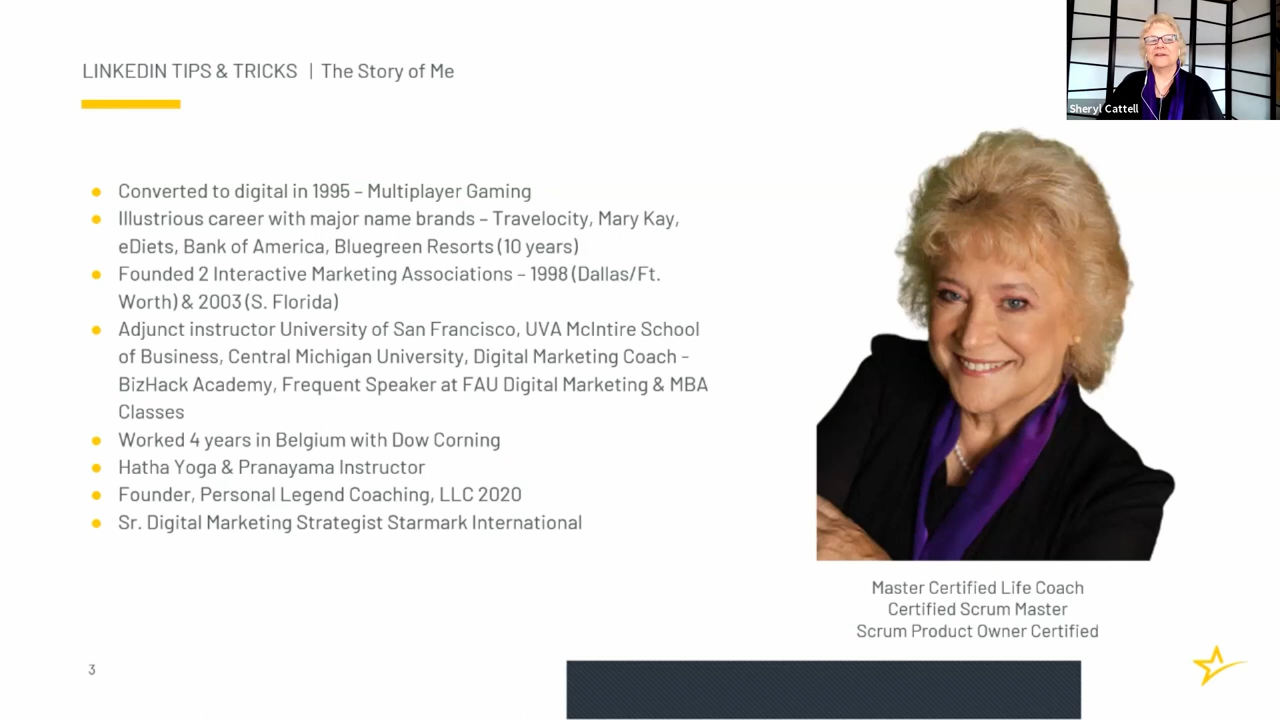 LINKEDIN TIPS & TRICKS | The Story of Me
Sheryl Cattell
● Converted to digital in 1995 – Multiplayer Gaming
● Illustrious career with major name brands – Travelocity, Mary Kay,
eDiets, Bank of America, Bluegreen Resorts (10 years)
● Founded 2 Interactive Marketing Associations – 1998 (Dallas/Ft.
Worth) & 2003 (S. Florida)
● Adjunct instructor University of San Francisco, UVA McIntire School
of Business, Central Michigan University, Digital Marketing Coach -
BizHack Academy, Frequent Speaker at FAU Digital Marketing & MBA
Classes
● Worked 4 years in Belgium with Dow Corning
● Hatha Yoga & Pranayama Instructor
● Founder, Personal Legend Coaching, LLC 2020
● Sr. Digital Marketing Strategist Starmark International
Master Certified Life Coach
Certified Scrum Master
Scrum Product Owner Certified
3